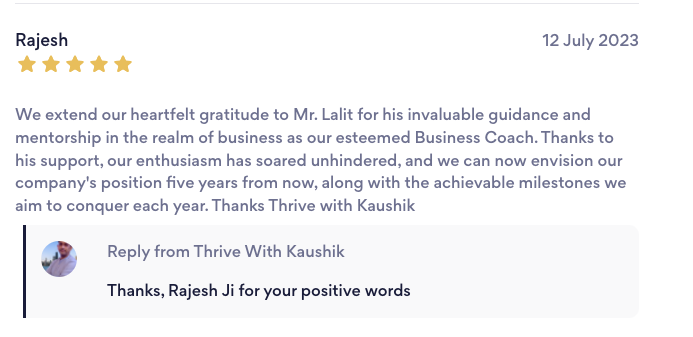 Rajesh
12 July 2023
We extend our heartfelt gratitude to Mr. Lalit for his invaluable guidance and
mentorship in the realm of business as our esteemed Business Coach. Thanks to
his support, our enthusiasm has soared unhindered, and we can now envision our
company's position five years from now, along with the achievable milestones we
aim to conquer each year. Thanks Thrive with Kaushik
Reply from Thrive With Kaushik
Thanks, Rajesh Ji for your positive words